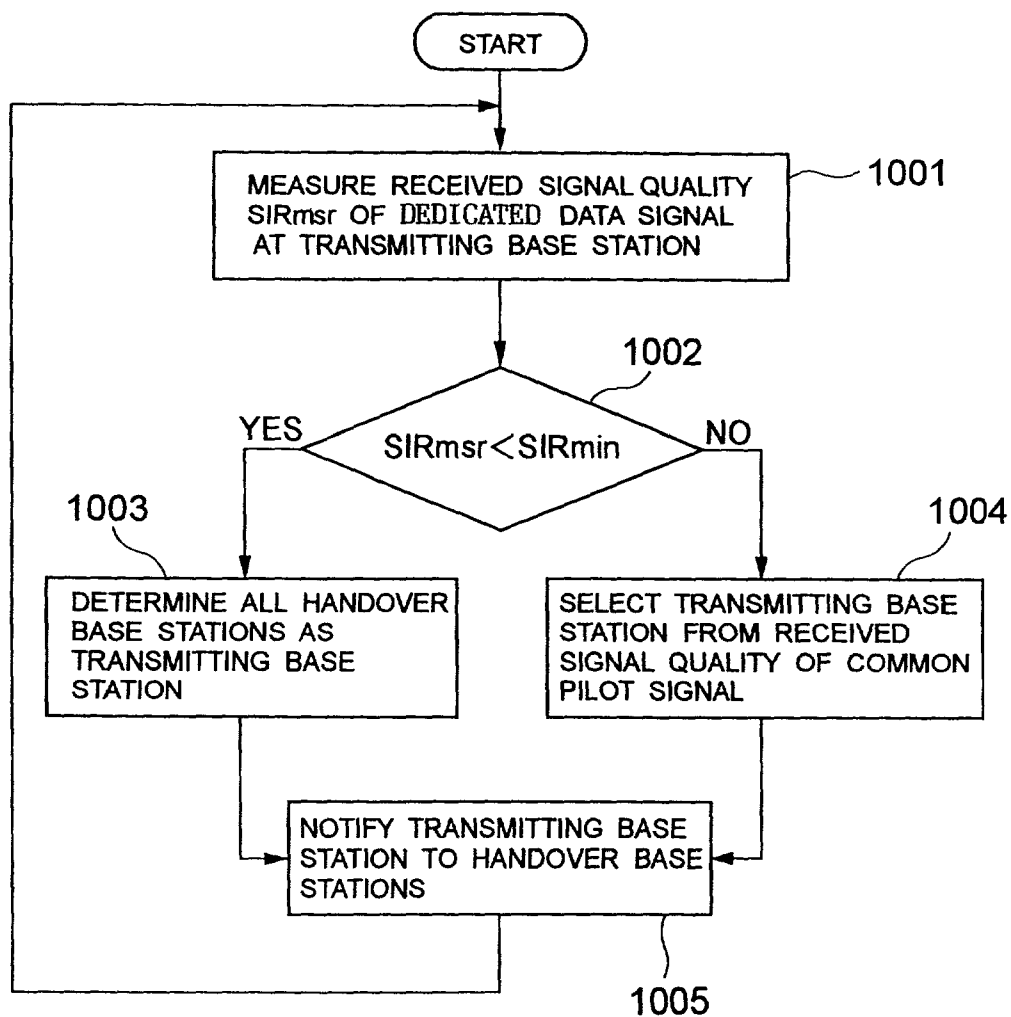 START
MEASURE RECEIVED SIGNAL QUALITY
SIRmsr OF DEDICATED DATA SIGNAL
AT TRANSMITTING BASE STATION
1001
1002
YES
SIRmsr<SIRmin
NO
1003
1004
DETERMINE ALL HANDOVER
BASE STATIONS AS
TRANSMITTING BASE
STATION
SELECT TRANSMITTING BASE
STATION FROM RECEIVED
SIGNAL QUALITY OF COMMON
PILOT SIGNAL
NOTIFY TRANSMITTING BASE
STATION TO HANDOVER BASE
STATIONS
1005